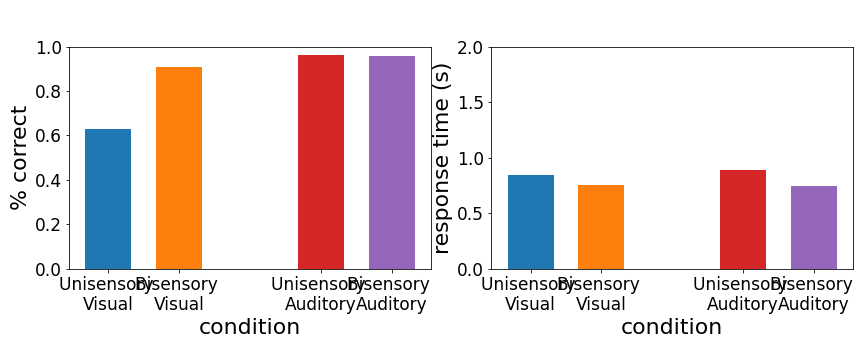 % correct
1.0
0.8
0.6
0.4
0.2
0.0
Unisensory Bisensory Unisensory Bisensory
Visual Visual Auditory Auditory
condition
response time (s)
2.0
1.5
1.0
0.5
0.0
Unisensory Bisensory Unisensory Bisensory
Visual Visual Auditory Auditory
condition